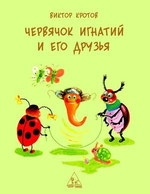 ВИКТОР КРОТОВ
ЧЕРВЯЧОК ИГНАТИЙ
И ЕГО ДРУЗЬЯ